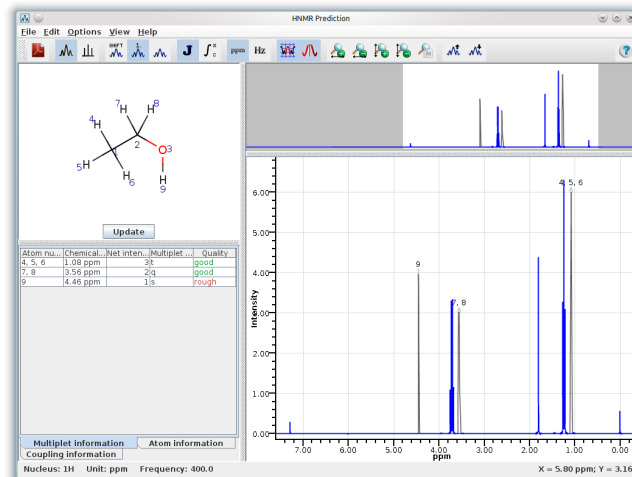 HNMR Prediction
File Edit Options View Help
SHIFT 1 J ∫ X C ppm Hz ?
7 8
4
1 2 O 3
5 H
6 H
9
Update
Atom nu... Chemical... Net inten... Multiplet ... Quality
4, 5, 6 1.08 ppm 3 t good
7, 8 3.56 ppm 2 q good
9 4.46 ppm 1 s rough
Multiplet information Atom information
Coupling information
Intensity
6.00
5.00
4.00
3.00
2.00
1.00
0.00
4, 5, 6
9
7, 8
7.00 6.00 5.00 4.00 3.00 2.00 1.00 0.00
ppm
Nucleus: 1H Unit: ppm Frequency: 400.0 X = 5.80 ppm; Y = 3.16